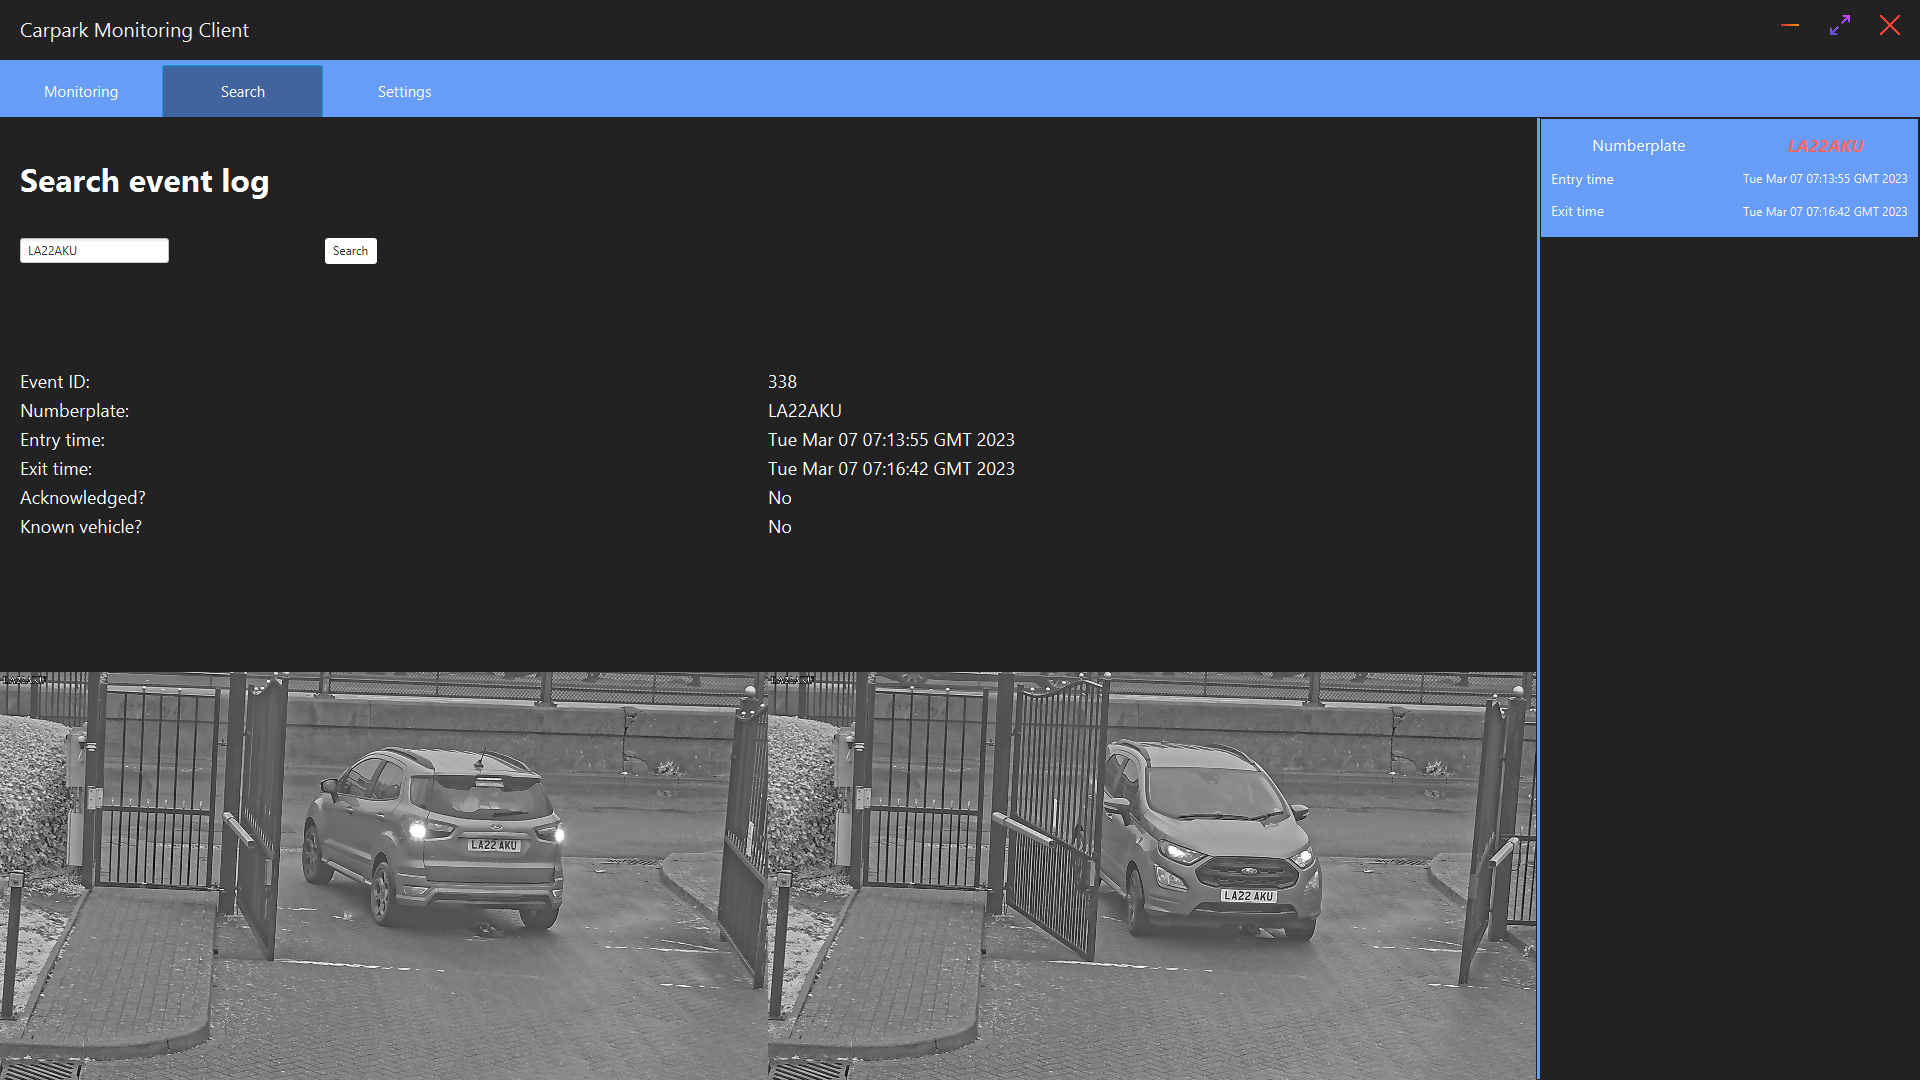 Carpark Monitoring Client
Monitoring
Search
Settings
Search event log
LA22AKU
Search
Event ID: 338
Numberplate: LA22AKU
Entry time: Tue Mar 07 07:13:55 GMT 2023
Exit time: Tue Mar 07 07:16:42 GMT 2023
Acknowledged? No
Known vehicle? No
Numberplate LA22AKU
Entry time Tue Mar 07 07:13:55 GMT 2023
Exit time Tue Mar 07 07:16:42 GMT 2023
LA22AKU
LA22 AKU
LA22AKU
LA22 AKU